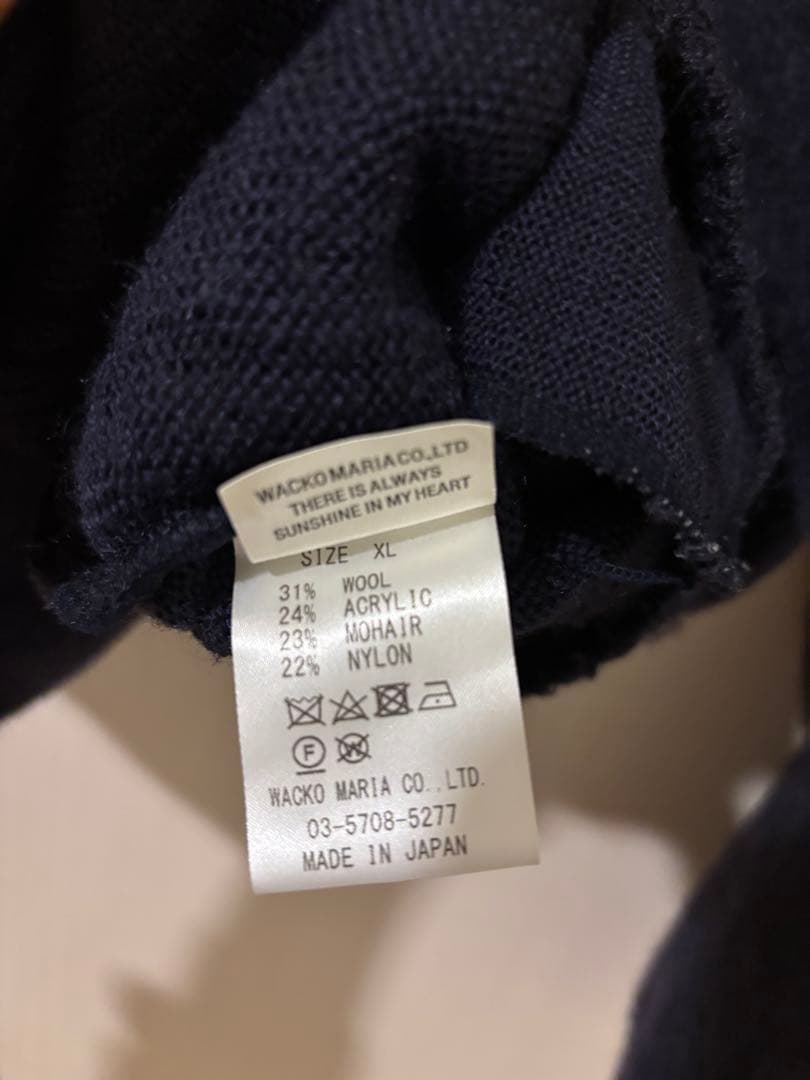 WACKO MARIA CO.,LTD
THERE IS ALWAYS
SUNSHINE IN MY HEART
SIZE XL
31% WOOL
24% ACRYLIC
23% MOHAIR
22% NYLON
F W
WACKO MARIA CO.,LTD.
03-5708-5277
MADE IN JAPAN